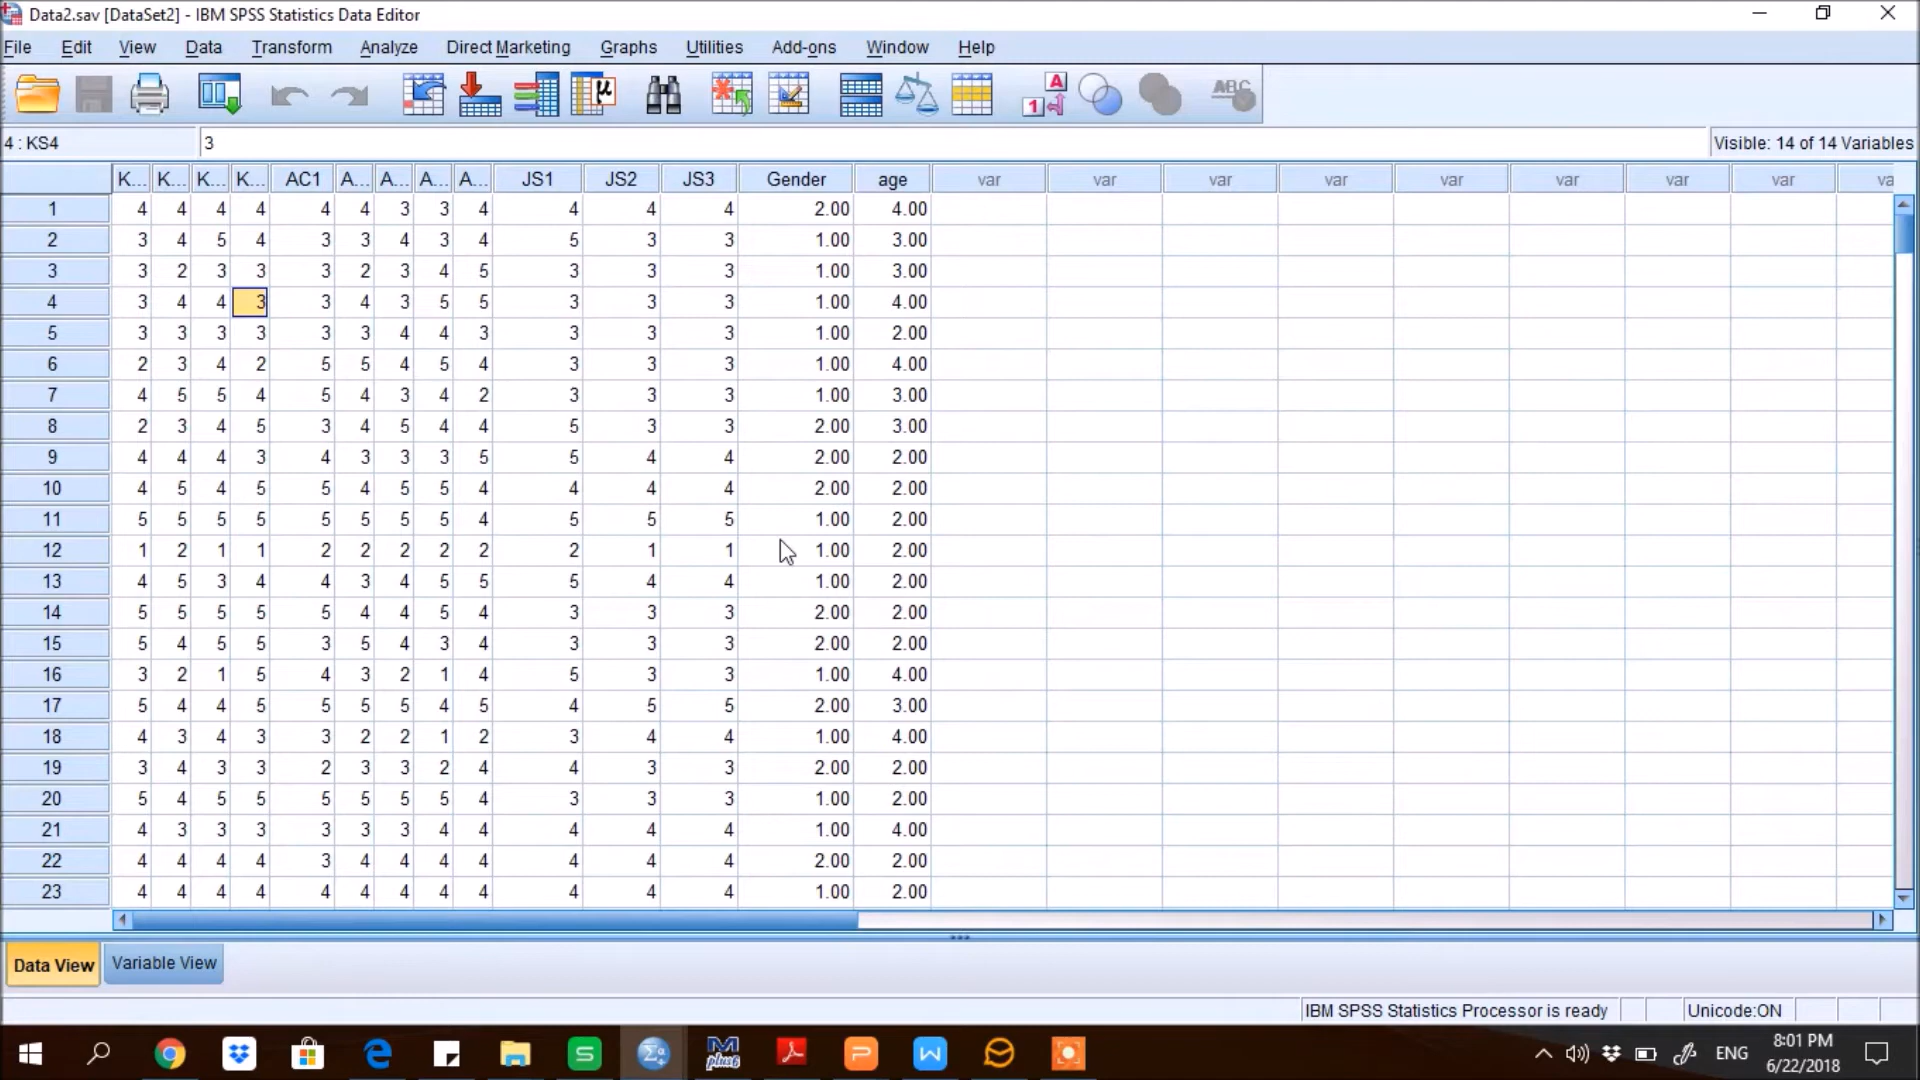 Data2.sav [DataSet2] - IBM SPSS Statistics Data Editor
File Edit View Data Transform Analyze Direct Marketing Graphs Utilities Add-ons Window Help
4 : KS4 3 Visible: 14 of 14 Variables
K... K... K... K... AC1 A... A... A... A... JS1 JS2 JS3 Gender age var var var var var var var var va
1 4 4 4 4 4 4 3 3 4 4 4 4 2.00 4.00
2 3 4 5 4 3 3 4 3 4 5 3 3 1.00 3.00
3 3 2 3 3 3 2 3 4 5 3 3 3 1.00 3.00
4 3 4 4 3 3 4 3 5 5 3 3 3 1.00 4.00
5 3 3 3 3 3 3 4 4 3 3 3 3 1.00 2.00
6 2 3 4 2 5 5 4 5 4 3 3 3 1.00 4.00
7 4 5 5 4 5 4 3 4 2 3 3 3 1.00 3.00
8 2 3 4 5 3 4 5 4 4 5 3 3 2.00 3.00
9 4 4 4 3 4 3 3 3 5 5 4 4 2.00 2.00
10 4 5 4 5 5 4 5 5 4 4 4 4 2.00 2.00
11 5 5 5 5 5 5 5 5 4 5 5 5 1.00 2.00
12 1 2 1 1 2 2 2 2 2 2 1 1 1.00 2.00
13 4 5 3 4 4 3 4 5 5 5 4 4 1.00 2.00
14 5 5 5 5 5 4 4 5 4 3 3 3 2.00 2.00
15 5 4 5 5 3 5 4 3 4 3 3 3 2.00 2.00
16 3 2 1 5 4 3 2 1 4 5 3 3 1.00 4.00
17 5 4 4 5 5 5 5 4 5 4 5 5 2.00 3.00
18 4 3 4 3 3 2 2 1 2 3 4 4 1.00 4.00
19 3 4 3 3 2 3 3 2 4 4 3 3 2.00 2.00
20 5 4 5 5 5 5 5 5 4 3 3 3 1.00 2.00
21 4 3 3 3 3 3 3 4 4 4 4 4 1.00 4.00
22 4 4 4 4 3 4 4 4 4 4 4 4 2.00 2.00
23 4 4 4 4 4 4 4 4 4 4 4 4 1.00 2.00
Data View Variable View
IBM SPSS Statistics Processor is ready Unicode:ON
ENG 8:01 PM
6/22/2018